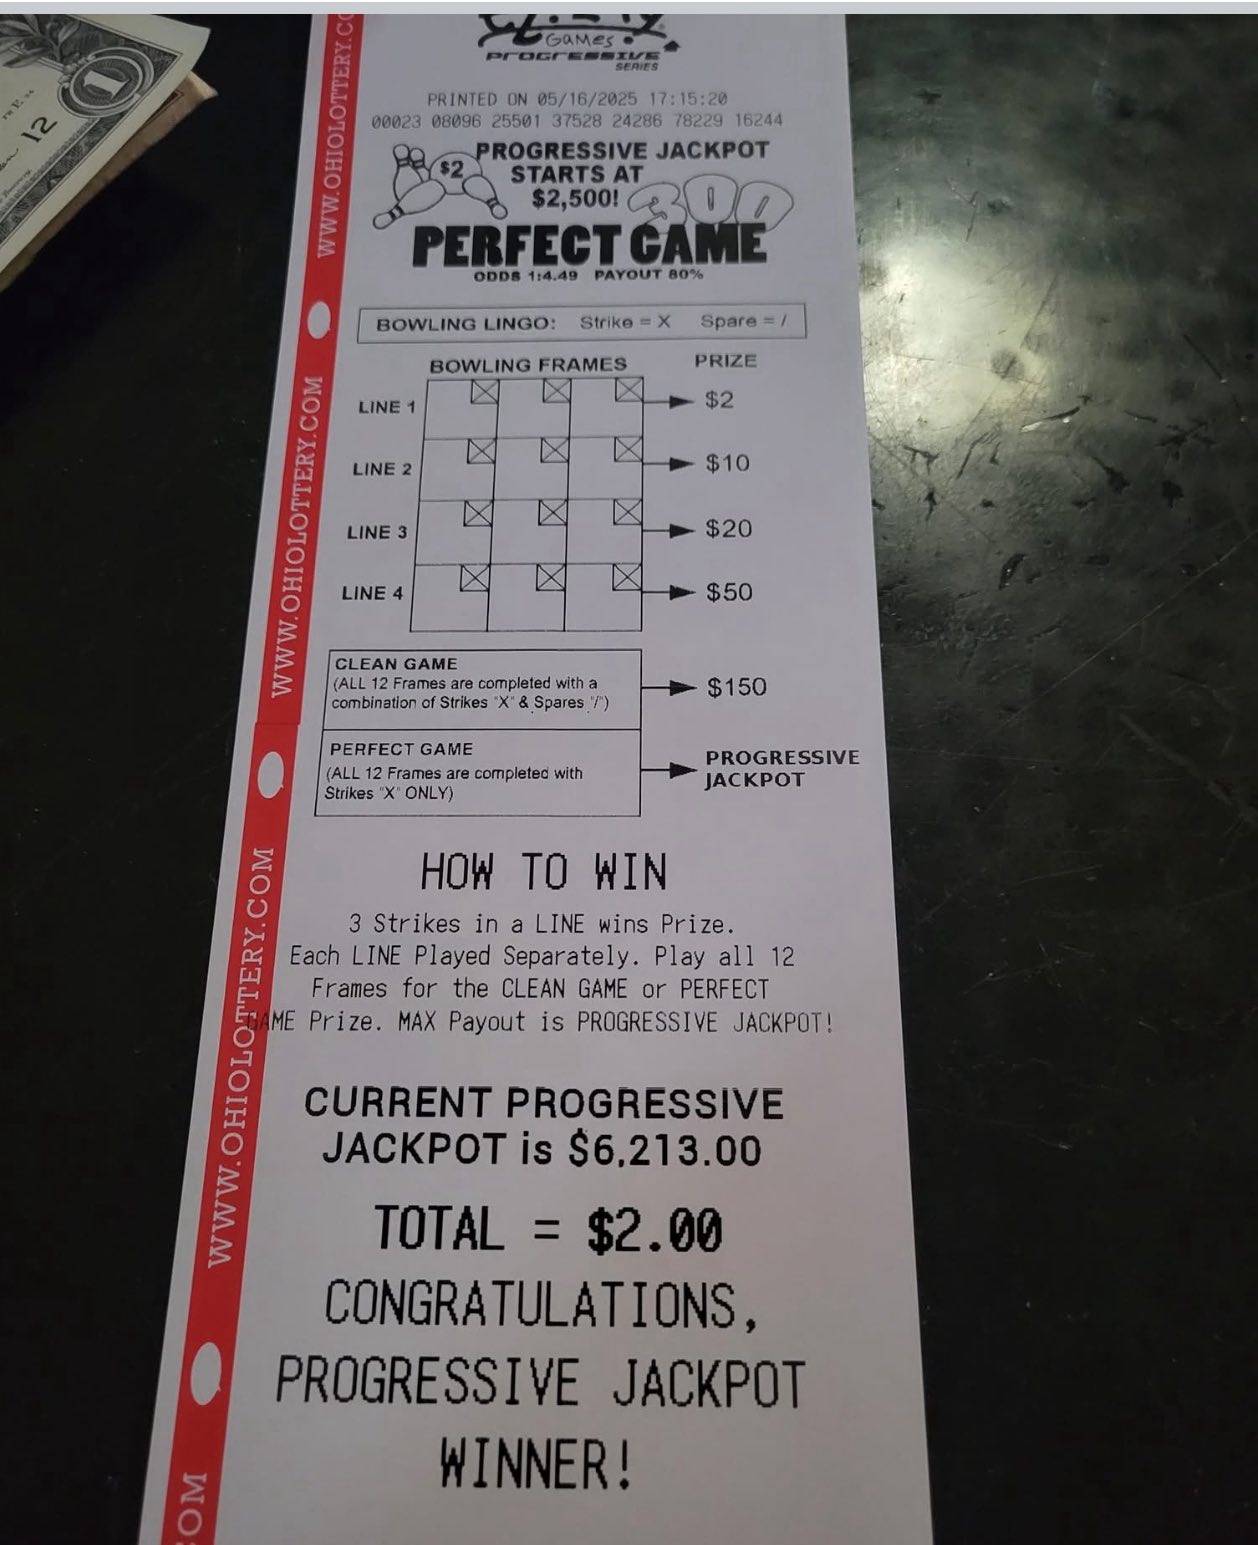 Games
PROGRESSIVE
SERIES
PRINTED ON 05/16/2025 17:15:20
00023 08096 25501 37528 24286 78229 16244
$2
PROGRESSIVE JACKPOT
STARTS AT
$2,500!
300
PERFECT GAME
ODDS 1:4.49 PAYOUT 80%
BOWLING LINGO: Strike = X Spare = /
BOWLING FRAMES PRIZE
LINE 1 X X X $2
LINE 2 X X X $10
LINE 3 X X X $20
LINE 4 X X X $50
CLEAN GAME
(ALL 12 Frames are completed with a
combination of Strikes "X" & Spares "/")
$150
PERFECT GAME
(ALL 12 Frames are completed with
Strikes "X" ONLY)
PROGRESSIVE
JACKPOT
HOW TO WIN
3 Strikes in a LINE wins Prize.
Each LINE Played Separately. Play all 12
Frames for the CLEAN GAME or PERFECT
GAME Prize. MAX Payout is PROGRESSIVE JACKPOT!
CURRENT PROGRESSIVE
JACKPOT is $6,213.00
TOTAL = $2.00
CONGRATULATIONS,
PROGRESSIVE JACKPOT
WINNER!
WWW.OHIOLOTTERY.CO
WWW.OHIOLOTTERY.COM
WWW.OHIOLOTTERY.COM
OM
12
1